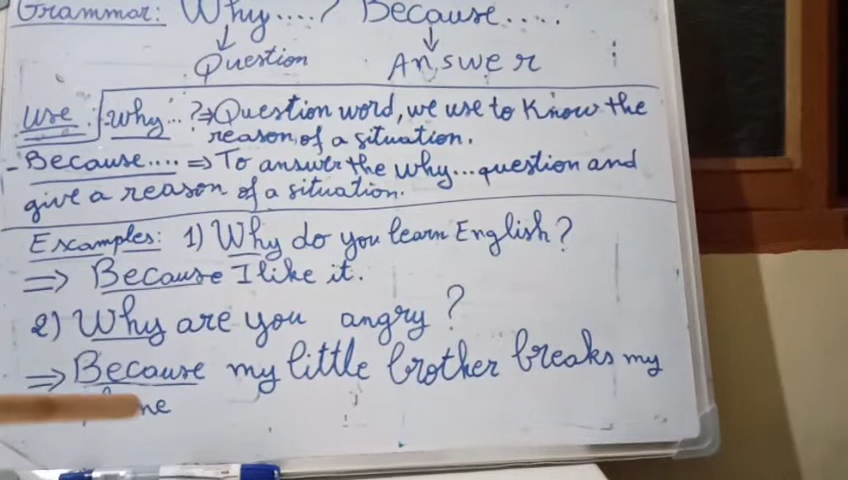 Grammar: Why....? Because.....
Question Answer
Use: Why...? ⇒ Question word, we use to know the
reason of a situation.
- Because.... ⇒ To answer the why...question and
give a reason of a situation.
Examples: 1) Why do you learn English?
⇒ Because I like it.
2) Why are you angry?
⇒ Because my little brother breaks my